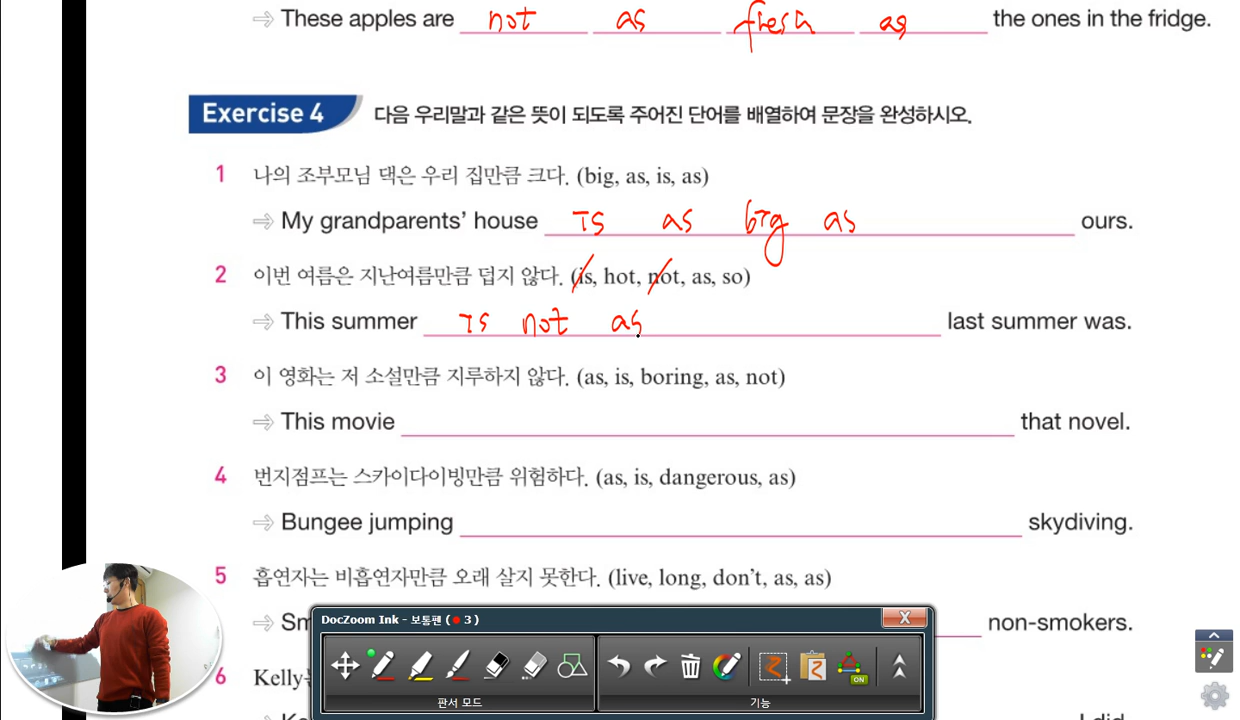 ⇨ These apples are not as fresh as the ones in the fridge.
Exercise 4 다음 우리말과 같은 뜻이 되도록 주어진 단어를 배열하여 문장을 완성하시오.
1 나의 조부모님 댁은 우리 집만큼 크다. (big, as, is, as)
⇨ My grandparents' house is as big as ours.
2 이번 여름은 지난여름만큼 덥지 않다. (is, hot, not, as, so)
⇨ This summer is not as last summer was.
3 이 영화는 저 소설만큼 지루하지 않다. (as, is, boring, as, not)
⇨ This movie that novel.
4 번지점프는 스카이다이빙만큼 위험하다. (as, is, dangerous, as)
⇨ Bungee jumping skydiving.
5 흡연자는 비흡연자만큼 오래 살지 못한다. (live, long, don't, as, as)
⇨ Sm non-smokers.
6 Kelly
DocZoom Ink - 보통펜 ( 3 )
ON
판서 모드 기능
I did.